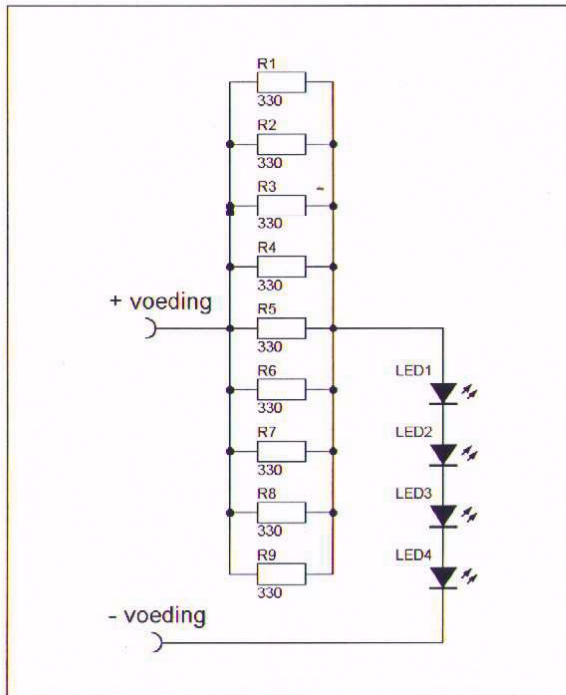 R1
330
R2
330
R3
330
R4
330
+ voeding
R5
330
R6
330
LED1
R7
330
LED2
R8
330
LED3
R9
330
LED4
- voeding